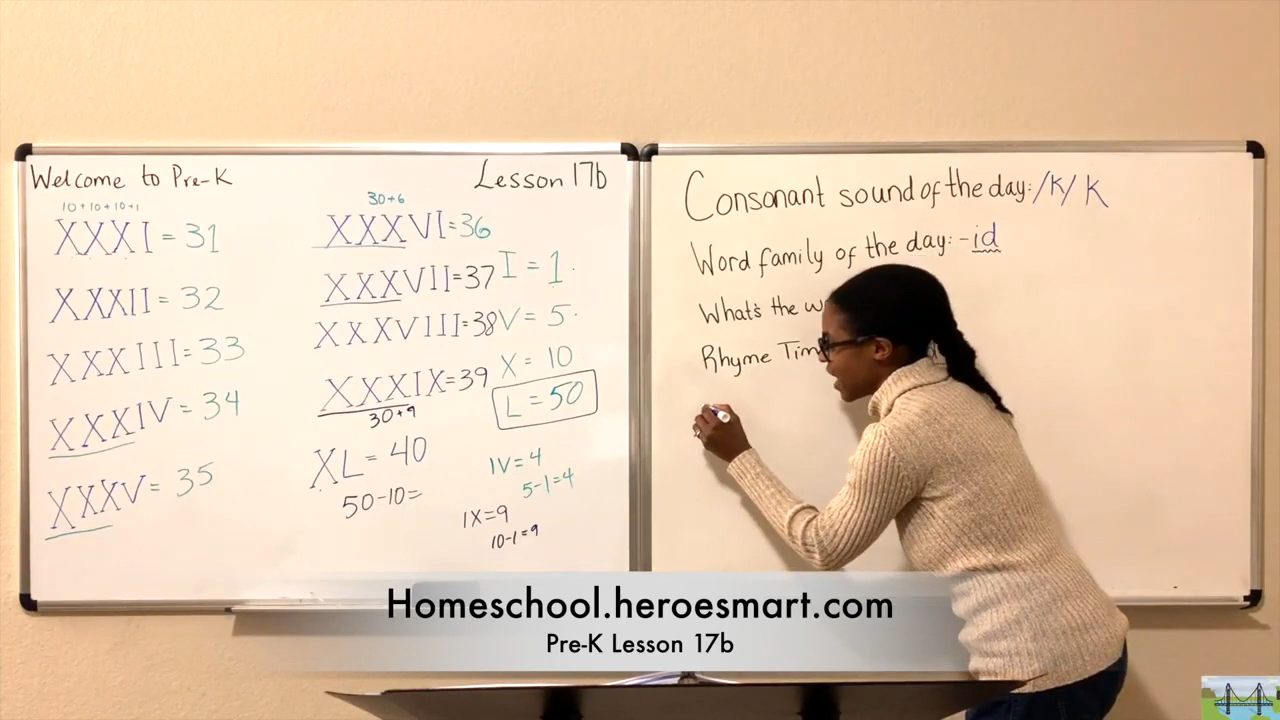 Welcome to Pre-K
Lesson 17b
10+10+10+1
XXXI = 31
XXXII = 32
XXXIII = 33
XXXIV = 34
XXXV = 35
30+6
XXXVI=36
XXXVII=37
XXXVIII=38
XXXIX=39
30+9
XL = 40
50-10=
I = 1
V = 5
X = 10
L = 50
IV=4
5-1=4
IX=9
10-1=9
Consonant sound of the day: /K/ K
Word family of the day: -id
What's the
Rhyme
Homeschool.heroesmart.com
Pre-K Lesson 17b